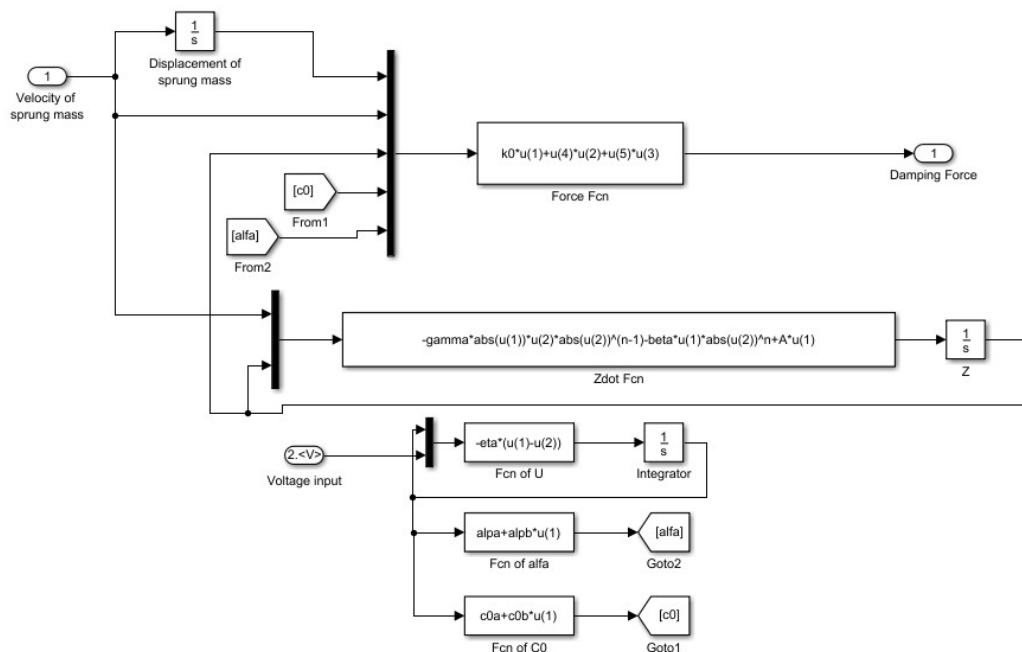 1
s
Displacement of
sprung mass
1
Velocity of
sprung mass
k0*u(1)+u(4)*u(2)+u(5)*u(3)
Force Fcn
1
Damping Force
[c0]
From1
[alfa]
From2
-gamma*abs(u(1))*u(2)*abs(u(2))^(n-1)-beta*u(1)*abs(u(2))^n+A*u(1)
Zdot Fcn
1
s
Z
2.<V>
Voltage input
-eta*(u(1)-u(2))
Fcn of U
1
s
Integrator
alpa+alpb*u(1)
Fcn of alfa
[alfa]
Goto2
c0a+c0b*u(1)
Fcn of C0
[c0]
Goto1